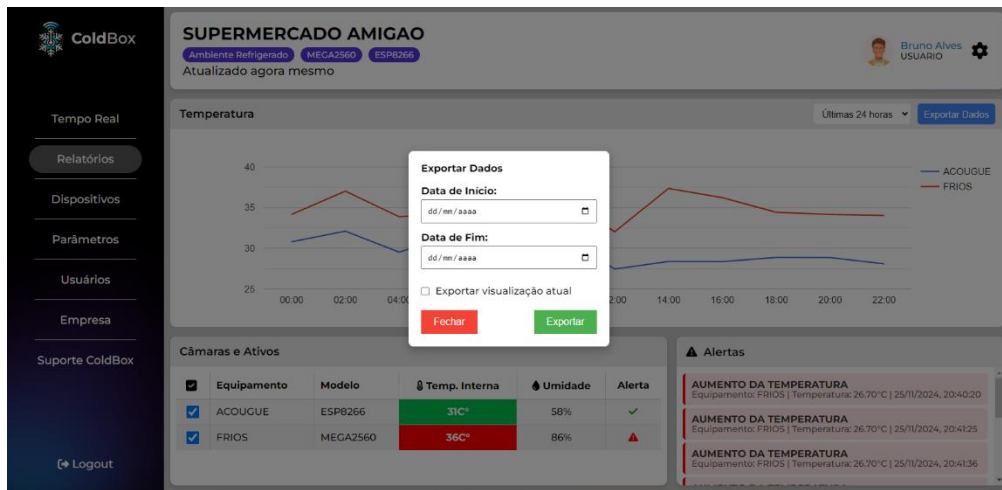 ColdBox
SUPERMERCADO AMIGAO
Ambiente Refrigerado MEGA2560 ESP8266
Atualizado agora mesmo
Bruno Alves
USUARIO
Tempo Real
Relatórios
Dispositivos
Parâmetros
Usuários
Empresa
Suporte ColdBox
Logout
Temperatura
Últimas 24 horas Exportar Dados
40
35
30
25
00:00 02:00 04:00 2:00 14:00 16:00 18:00 20:00 22:00
ACOUGUE
FRIOS
Exportar Dados
Data de Início:
dd/mm/aaaa
Data de Fim:
dd/mm/aaaa
Exportar visualização atual
Fechar Exportar
Câmaras e Ativos
Equipamento Modelo Temp. Interna Umidade Alerta
ACOUGUE ESP8266 31C° 58%
FRIOS MEGA2560 36C° 86%
Alertas
AUMENTO DA TEMPERATURA
Equipamento: FRIOS | Temperatura: 26.70°C | 25/11/2024, 20:40:20
AUMENTO DA TEMPERATURA
Equipamento: FRIOS | Temperatura: 26.70°C | 25/11/2024, 20:41:25
AUMENTO DA TEMPERATURA
Equipamento: FRIOS | Temperatura: 26.70°C | 25/11/2024, 20:41:36